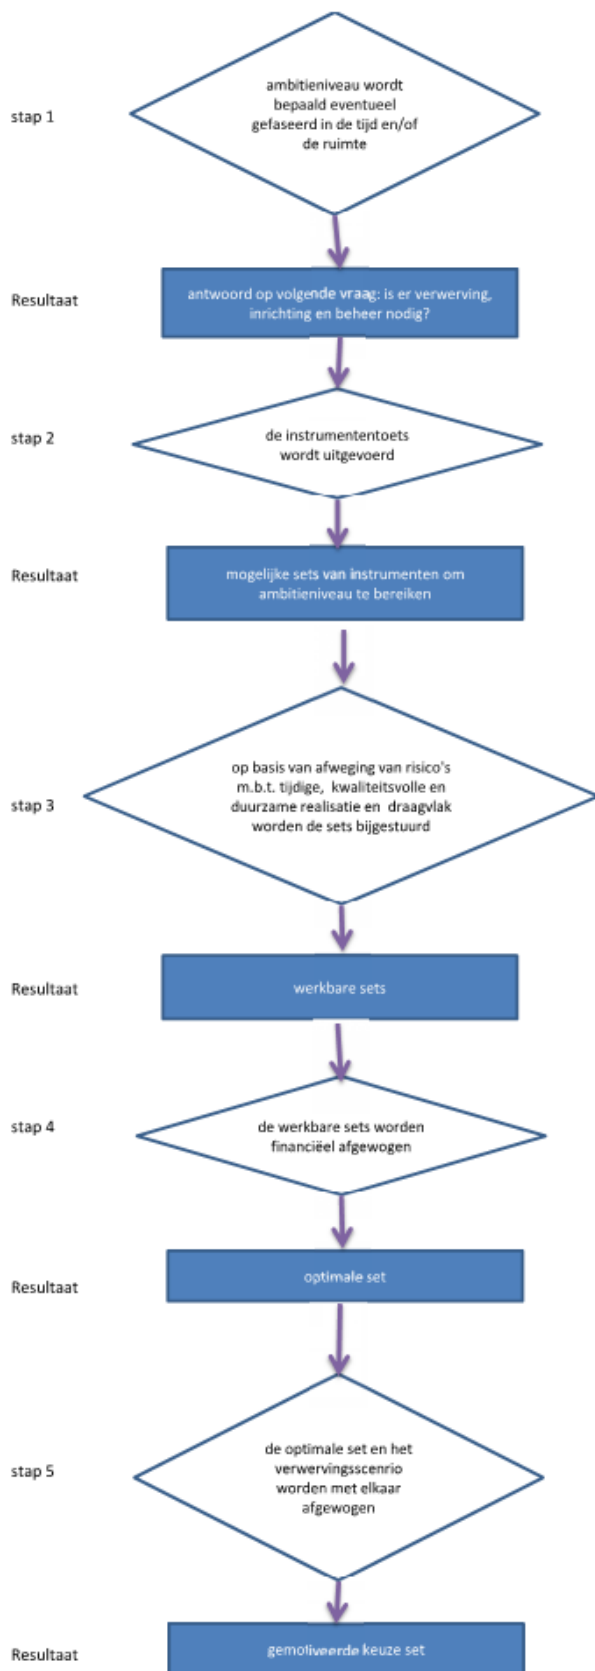 stap 1
ambitieniveau wordt
bepaald eventueel
gefaseerd in de tijd en/of
de ruimte
Resultaat
antwoord op volgende vraag: is er verwerving,
inrichting en beheer nodig?
stap 2
de instrumententoets
wordt uitgevoerd
Resultaat
mogelijke sets van instrumenten om
ambitieniveau te bereiken
stap 3
op basis van afweging van risico's
m.b.t. tijdige, kwaliteitsvolle en
duurzame realisatie en draagvlak
worden de sets bijgestuurd
Resultaat
werkbare sets
stap 4
de werkbare sets worden
financiëel afgewogen
Resultaat
optimale set
stap 5
de optimale set en het
verwervingsscenrio
worden met elkaar
afgewogen
Resultaat
gemotiveerde keuze set